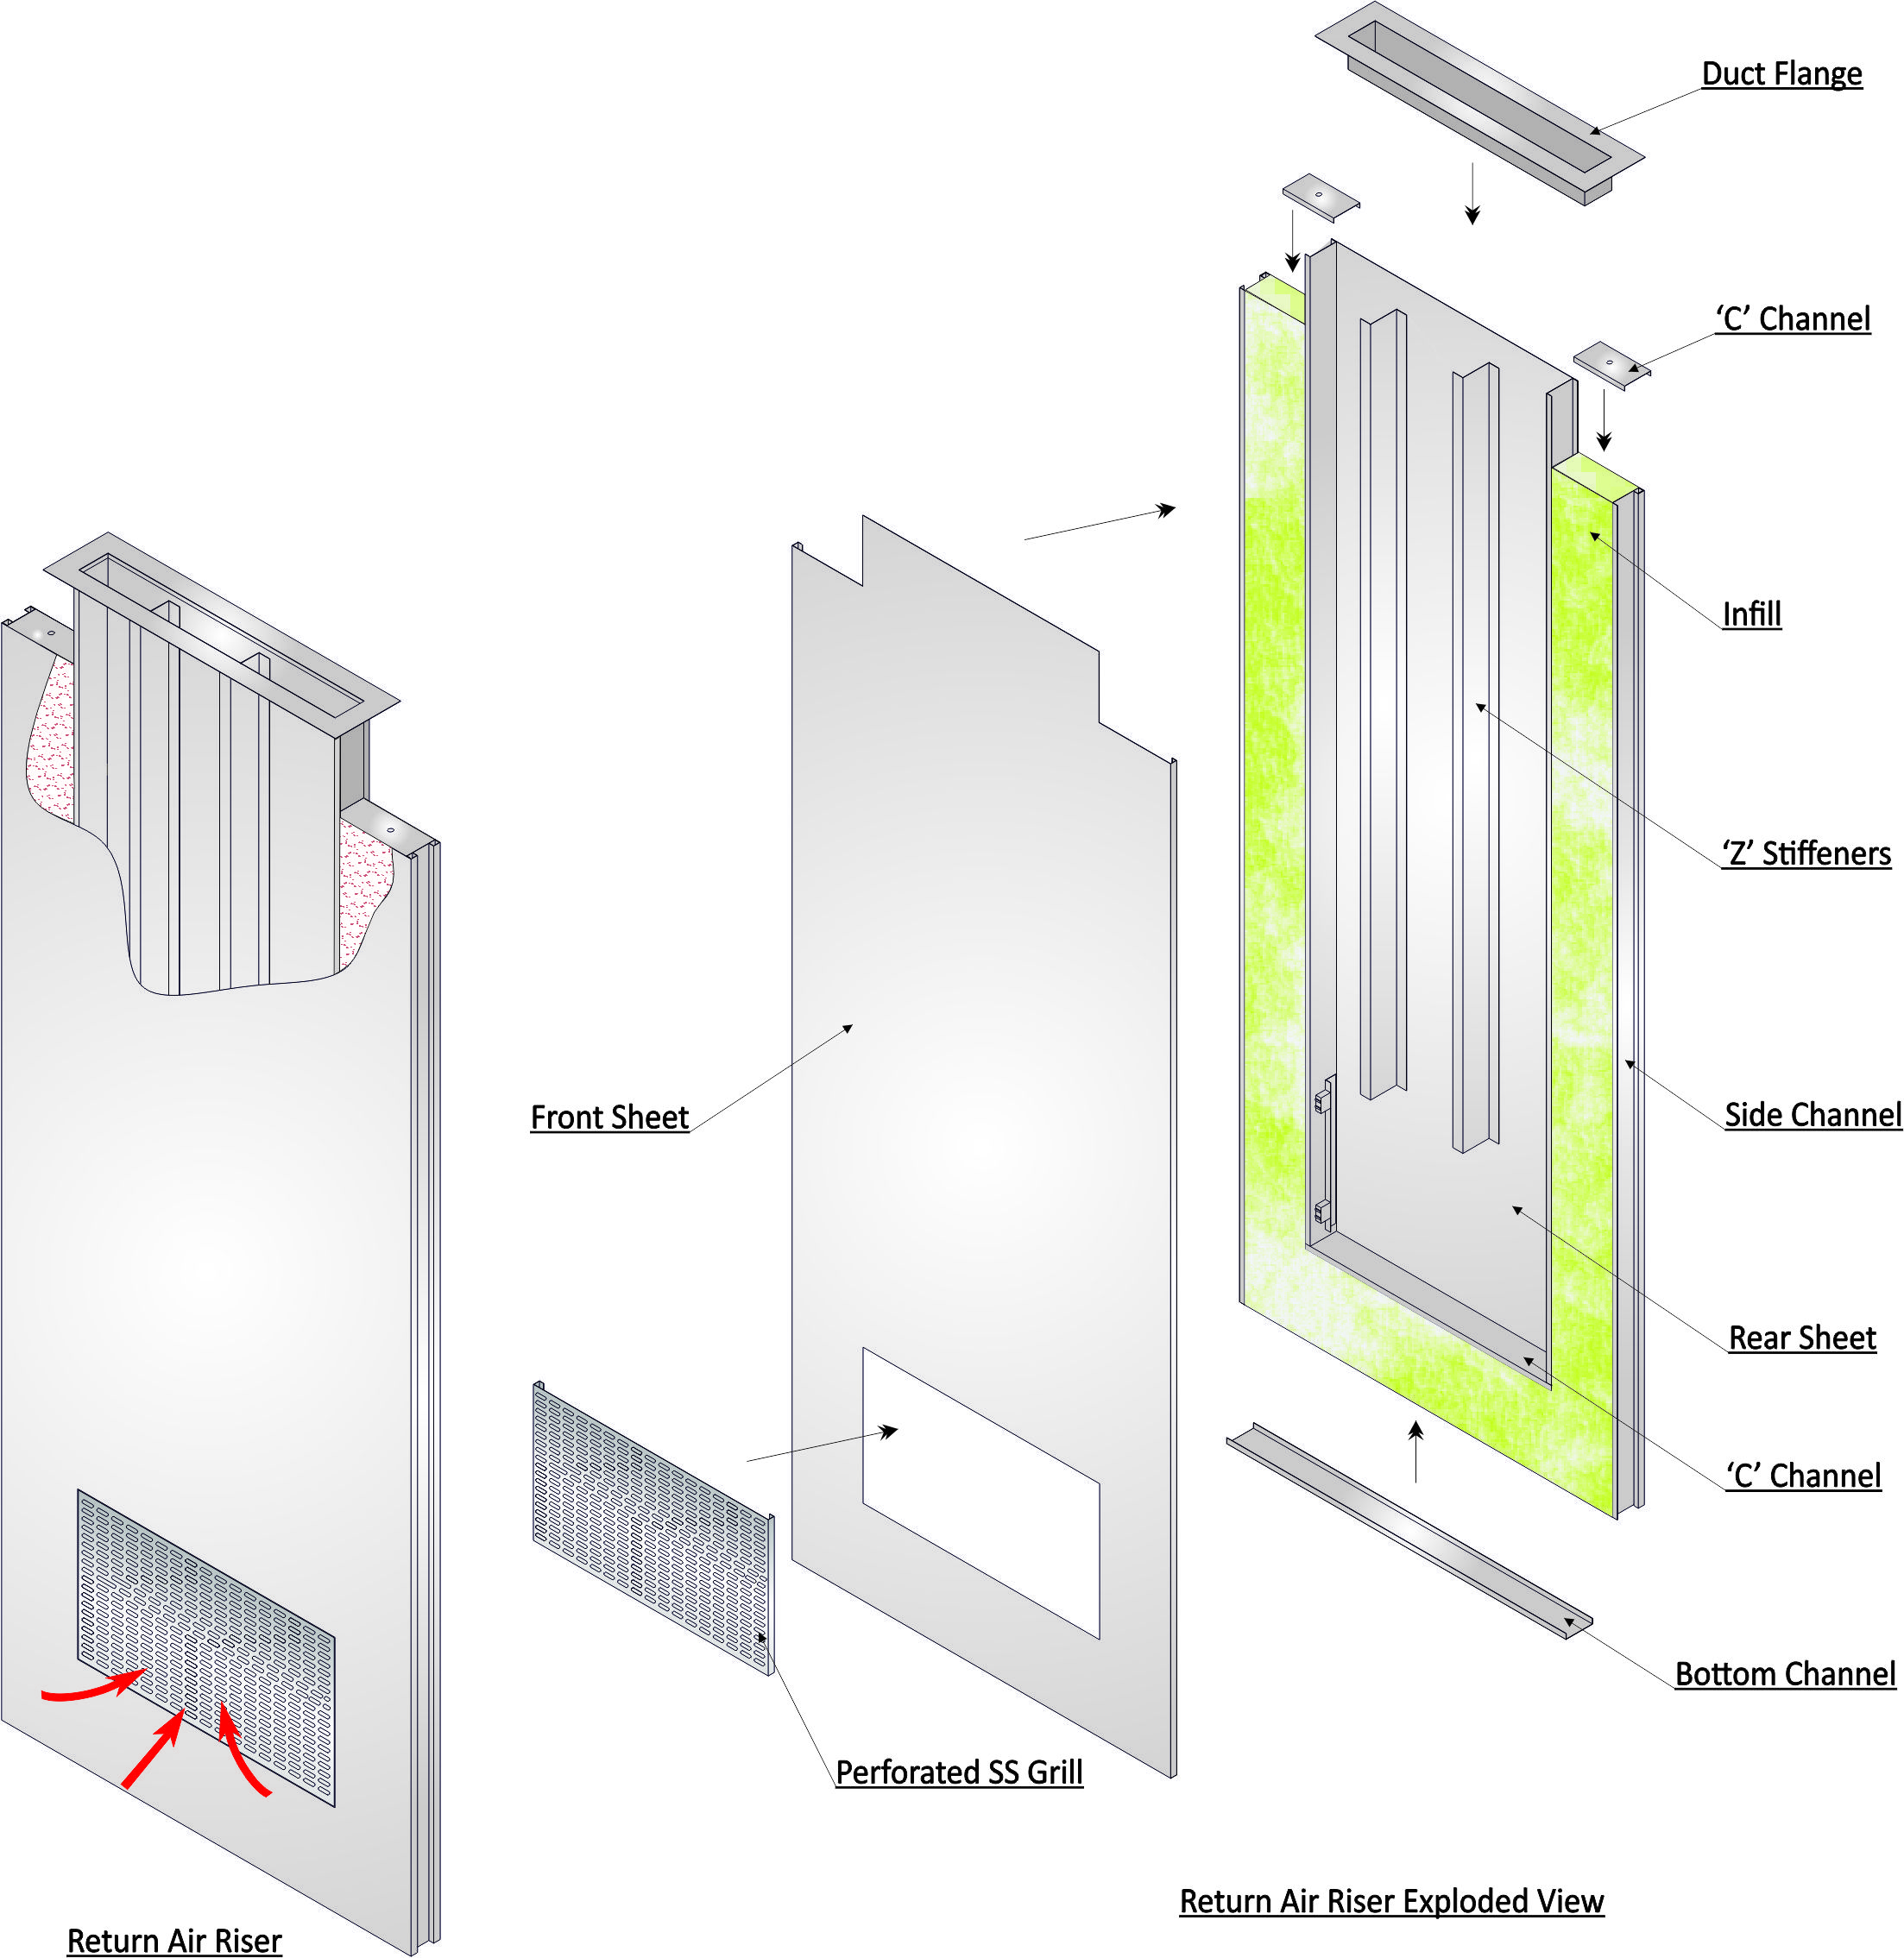 Duct Flange
‘C’ Channel
Infill
‘Z’ Stiffeners
Front Sheet
Side Channel
Rear Sheet
‘C’ Channel
Bottom Channel
Perforated SS Grill
Return Air Riser Exploded View
Return Air Riser